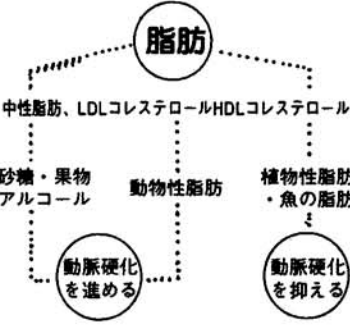 脂肪
中性脂肪、LDLコレステロール HDLコレステロール
砂糖・果物
アルコール
動物性脂肪
植物性脂肪
・魚の脂肪
動脈硬化
を進める
動脈硬化
を抑える